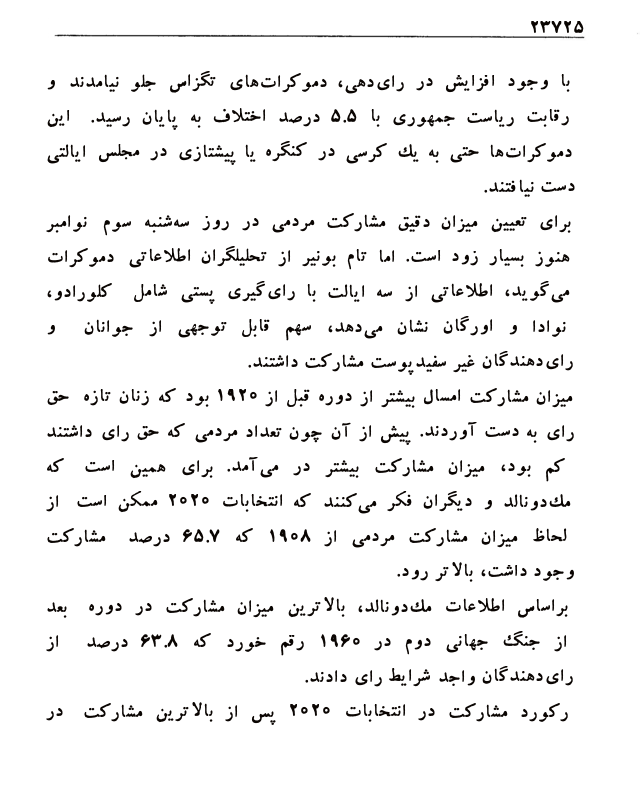 ۲۳۷۲۵
با وجود افزایش در رای‌دهی، دموکرات‌های تگزاس جلو نیامدند و
رقابت ریاست جمهوری با ۵.۵ درصد اختلاف به پایان رسید. این
دموکرات‌ها حتی به یك کرسی در کنگره یا پیشتازی در مجلس ایالتی
دست نیافتند.
برای تعیین میزان دقیق مشارکت مردمی در روز سه‌شنبه سوم نوامبر
هنوز بسیار زود است. اما تام بونیر از تحلیلگران اطلاعاتی دموکرات
می‌گوید، اطلاعاتی از سه ایالت با رای‌گیری پستی شامل کلورادو،
نوادا و اورگان نشان می‌دهد، سهم قابل توجهی از جوانان و
رای‌دهندگان غیر سفیدپوست مشارکت داشتند.
میزان مشارکت امسال بیشتر از دوره قبل از ۱۹۲۰ بود که زنان تازه حق
رای به دست آوردند. پیش از آن چون تعداد مردمی که حق رای داشتند
کم بود، میزان مشارکت بیشتر در می‌آمد. برای همین است که
مك‌دونالد و دیگران فکر می‌کنند که انتخابات ۲۰۲۰ ممکن است از
لحاظ میزان مشارکت مردمی از ۱۹۰۸ که ۶۵.۷ درصد مشارکت
وجود داشت، بالاتر رود.
براساس اطلاعات مك‌دونالد، بالاترین میزان مشارکت در دوره بعد
از جنگ جهانی دوم در ۱۹۶۰ رقم خورد که ۶۳.۸ درصد از
رای‌دهندگان واجد شرایط رای دادند.
رکورد مشارکت در انتخابات ۲۰۲۰ پس از بالاترین مشارکت در